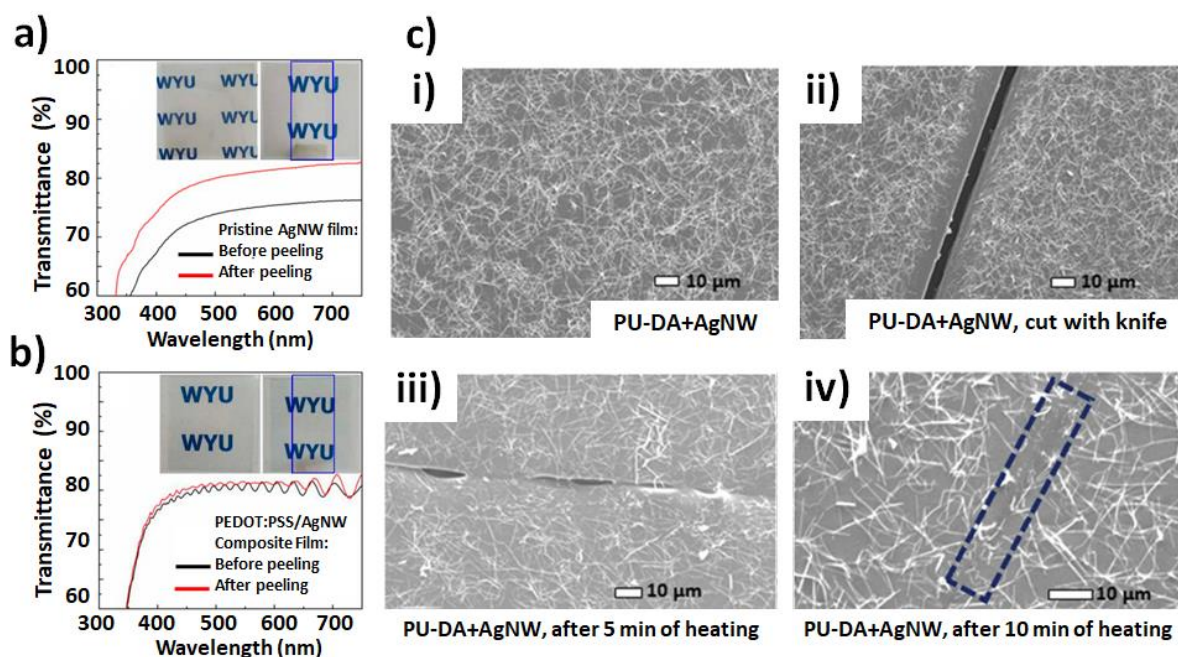 a)
100
90
80
70
60
Transmittance (%)
WYU WYU
WYU WYU
WYU WYU
WYU
WYU
Pristine AgNW film:
Before peeling
After peeling
300 400 500 600 700
Wavelength (nm)
b)
100
90
80
70
60
Transmittance (%)
WYU
WYU
WYU
WYU
PEDOT:PSS/AgNW
Composite Film:
Before peeling
After peeling
300 400 500 600 700
Wavelength (nm)
c)
i)
10 µm
PU-DA+AgNW
ii)
10 µm
PU-DA+AgNW, cut with knife
iii)
10 µm
PU-DA+AgNW, after 5 min of heating
iv)
10 µm
PU-DA+AgNW, after 10 min of heating